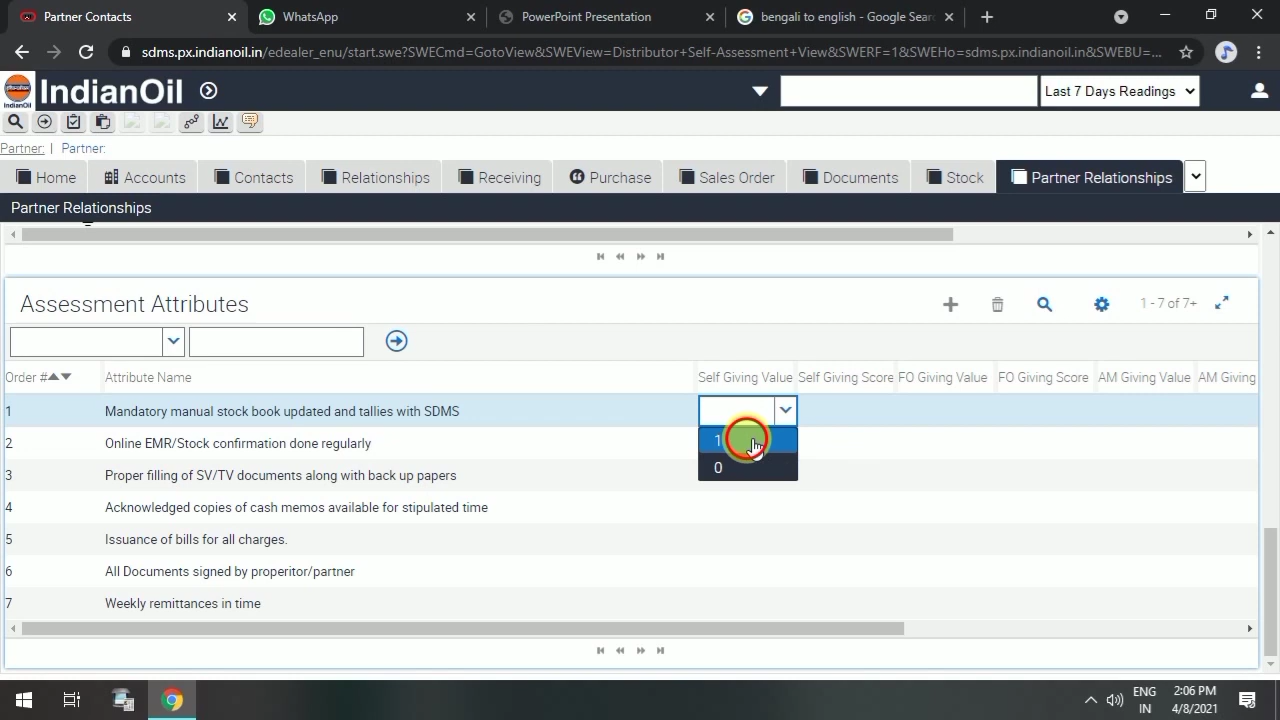 Partner Contacts
WhatsApp
PowerPoint Presentation
bengali to english - Google Sear
sdms.px.indianoil.in/edealer_enu/start.swe?SWECmd=GotoView&SWEView=Distributor+Self-Assessment+View&SWERF=1&SWEHo=sdms.px.indianoil.in&SWEBU=...
IndianOil
IndianOil
Last 7 Days Readings
Partner: | Partner:
Home
Accounts
Contacts
Relationships
Receiving
Purchase
Sales Order
Documents
Stock
Partner Relationships
Partner Relationships
Assessment Attributes
1 - 7 of 7+
Order #
Attribute Name
Self Giving Value
Self Giving Score
FO Giving Value
FO Giving Score
AM Giving Value
AM Giving
1 Mandatory manual stock book updated and tallies with SDMS
2 Online EMR/Stock confirmation done regularly
1
0
3 Proper filling of SV/TV documents along with back up papers
4 Acknowledged copies of cash memos available for stipulated time
5 Issuance of bills for all charges.
6 All Documents signed by properitor/partner
7 Weekly remittances in time
ENG
IN
2:06 PM
4/8/2021